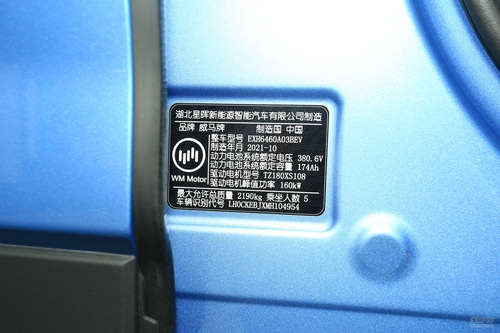 湖北星晖新能源智能汽车有限公司制造
品牌 威马牌 制造国 中国
整车型号 EXH6460A03BEV
制造年月 2021-10
动力电池系统额定电压 380.6V
动力电池系统额定容量 174Ah
驱动电机型号 TZ180XS108
驱动电机峰值功率 160kW
WM Motor
最大允许总质量 2190kg 乘坐人数 5
车辆识别代号 LH0CKEBJXMH104954